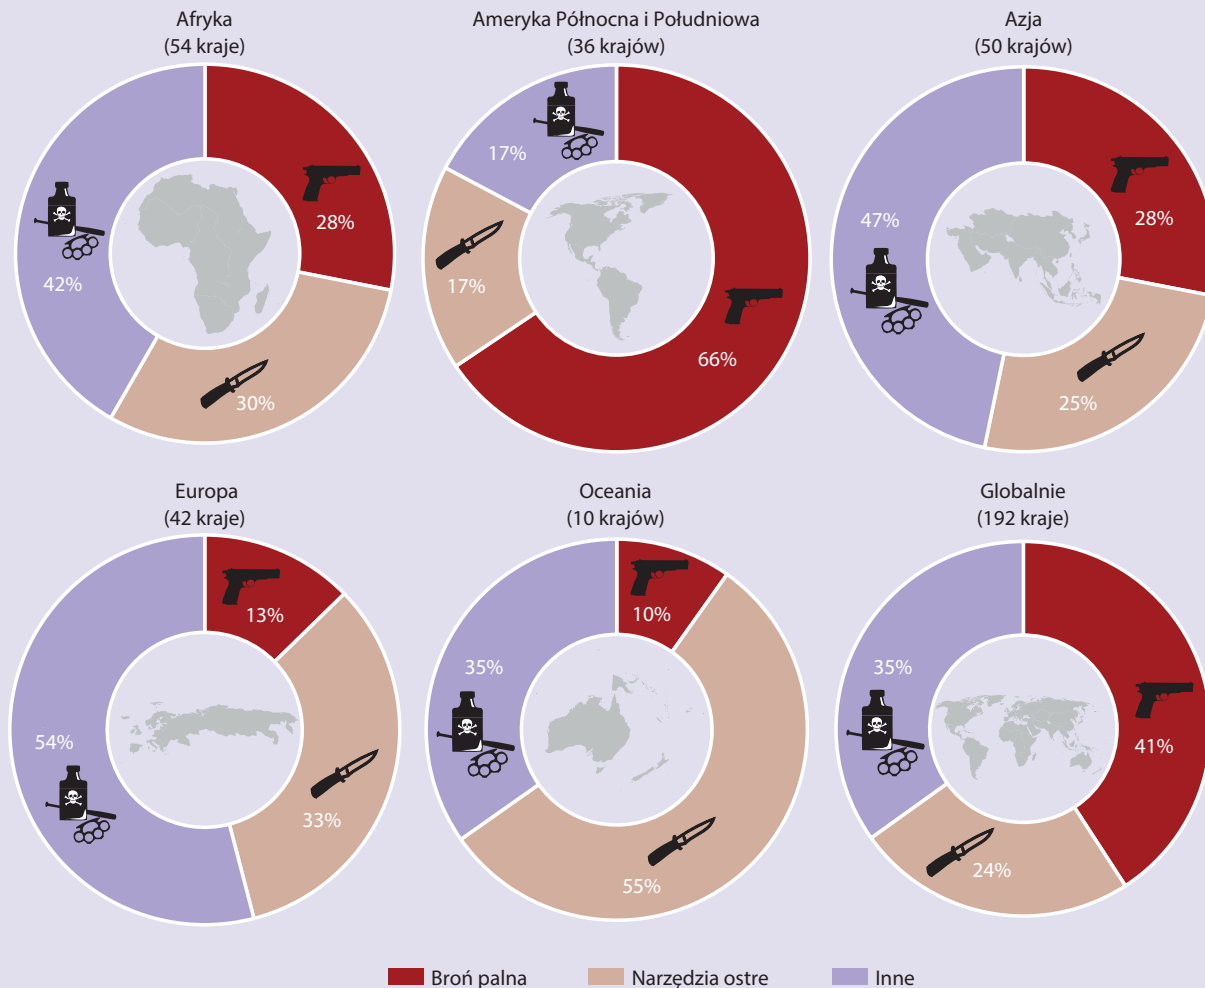 Afryka
(54 kraje)
42%
28%
30%
Ameryka Północna i Południowa
(36 krajów)
17%
17%
66%
Azja
(50 krajów)
47%
28%
25%
Europa
(42 kraje)
13%
54%
33%
Oceania
(10 krajów)
10%
35%
55%
Globalnie
(192 kraje)
35%
41%
24%
Broń palna
Narzędzia ostre
Inne